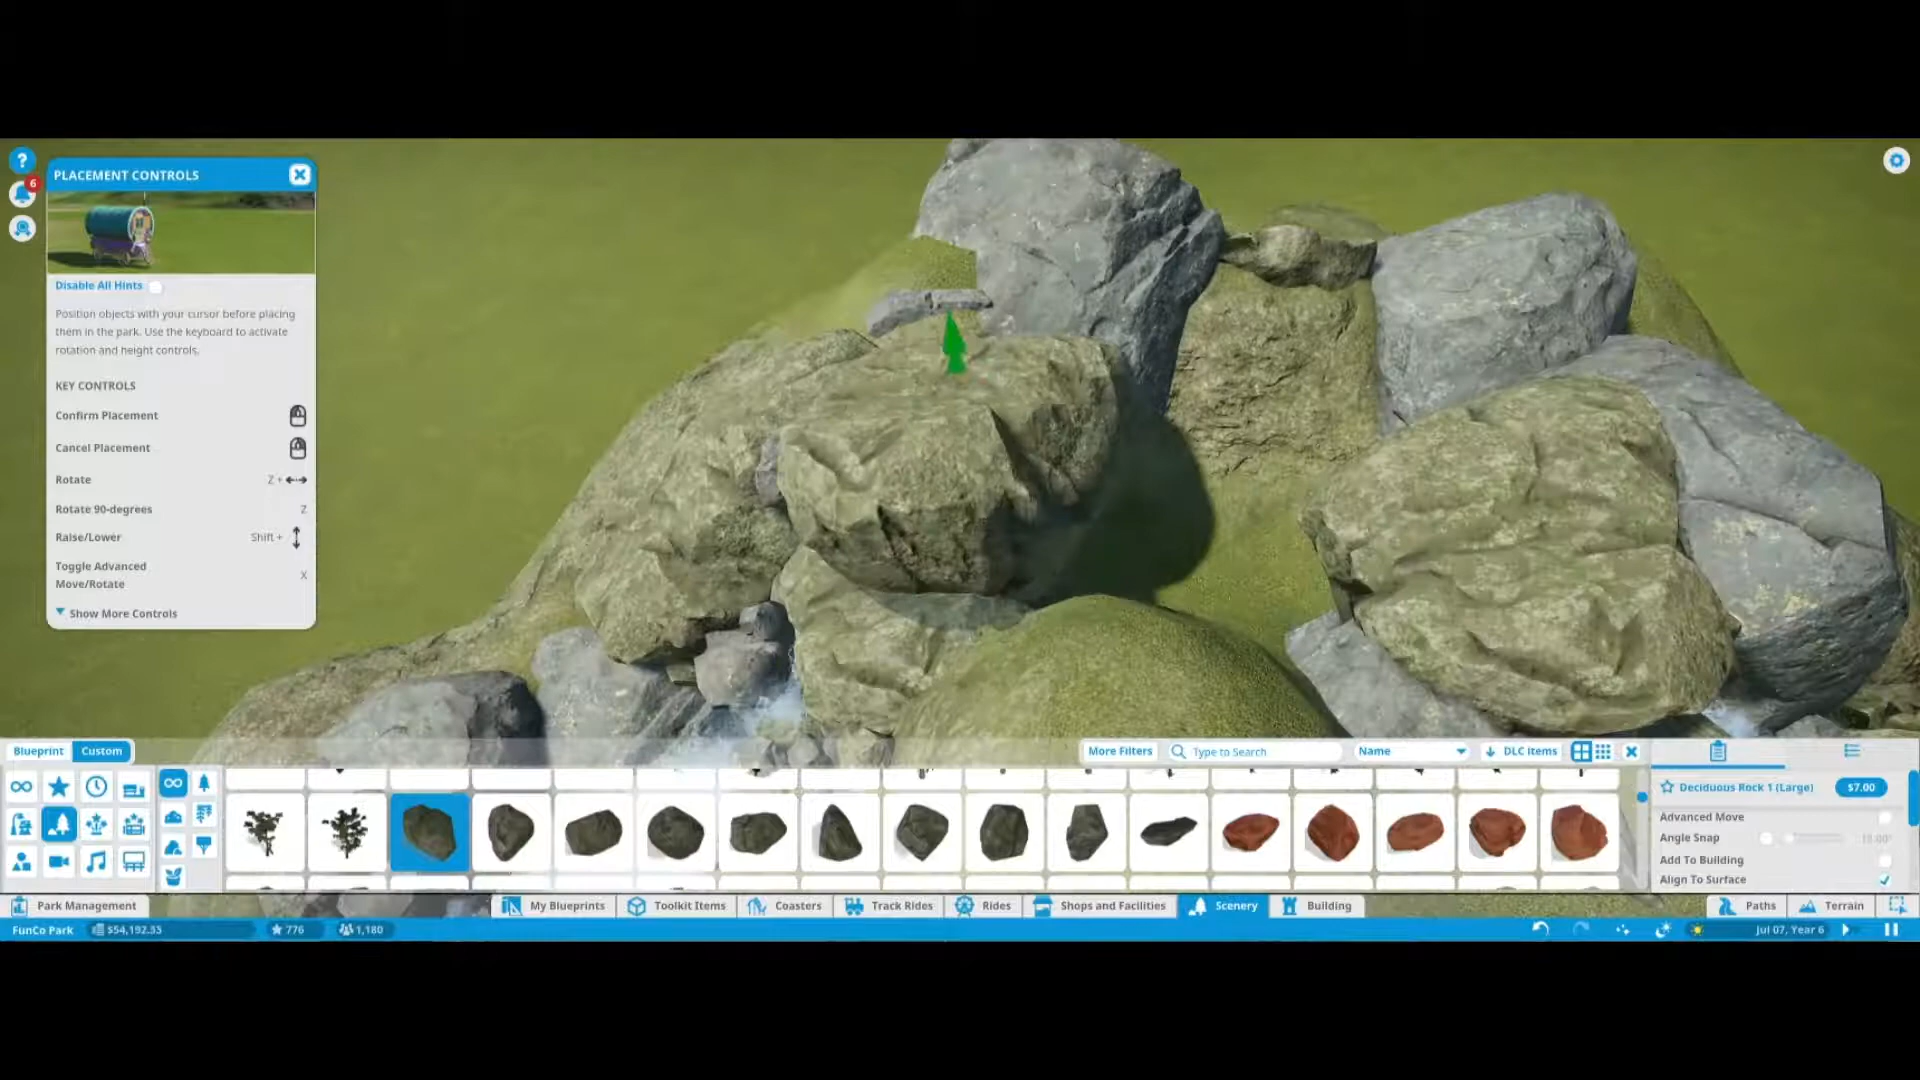 ?
6
PLACEMENT CONTROLS
Disable All Hints
Position objects with your cursor before placing
them in the park. Use the keyboard to activate
rotation and height controls.
KEY CONTROLS
Confirm Placement
Cancel Placement
Rotate Z +
Rotate 90-degrees Z
Raise/Lower Shift +
Toggle Advanced
Move/Rotate X
Show More Controls
Blueprint Custom
More Filters Type to Search Name DLC Items
Deciduous Rock 1 (Large) $7.00
Advanced Move
Angle Snap
Add To Building
Align To Surface
Park Management My Blueprints Toolkit Items Coasters Track Rides Rides Shops and Facilities Scenery Building Paths Terrain
FunCo Park $54,192.33 776 1,180 Jul 07, Year 6